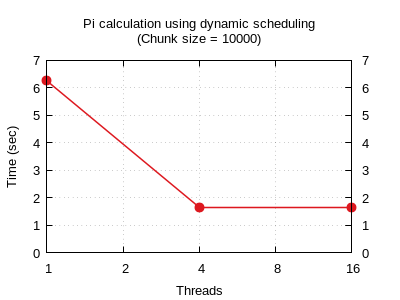 Pi calculation using dynamic scheduling
(Chunk size = 10000)
7 7
6 6
5 5
4 4
3 3
2 2
1 1
0 0
Time (sec)
1 2 4 8 16
Threads